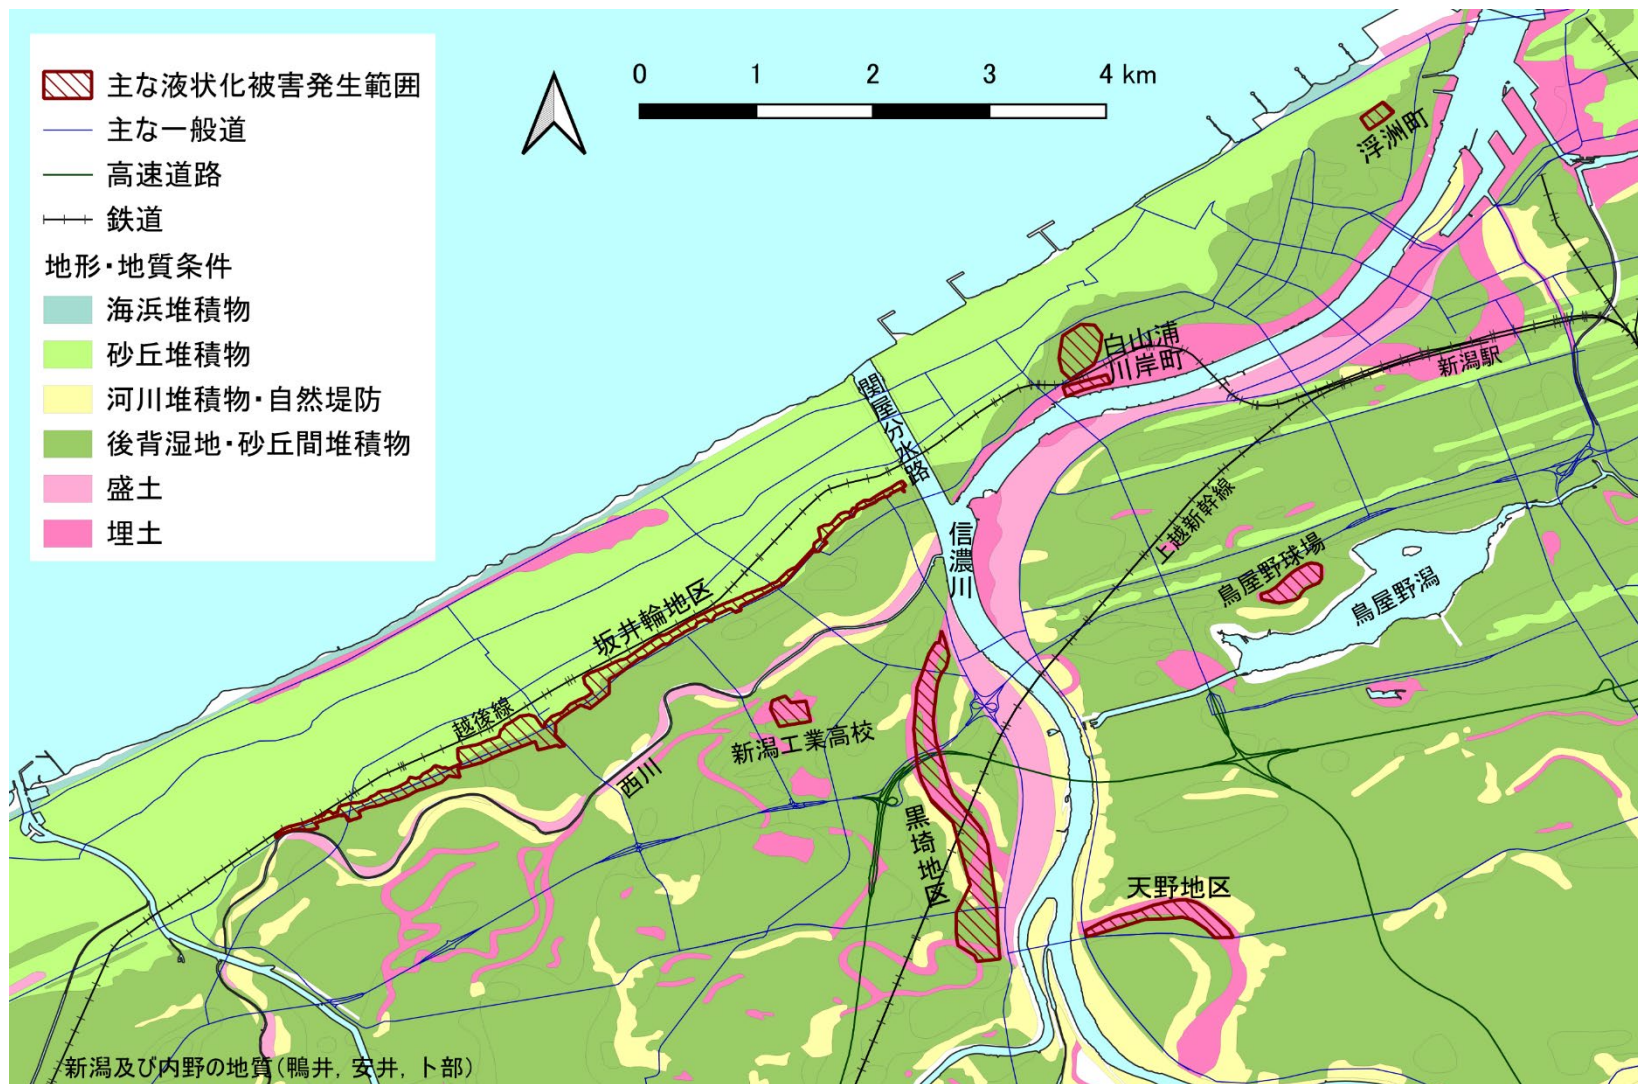 主な液状化被害発生範囲
主な一般道
高速道路
鉄道
地形・地質条件
海浜堆積物
砂丘堆積物
河川堆積物・自然堤防
後背湿地・砂丘間堆積物
盛土
埋土
0 1 2 3 4 km
浮洲町
白山浦
川岸町
新潟駅
関屋分水路
上越新幹線
信濃川
鳥屋野球場
鳥屋野潟
坂井輪地区
越後線
新潟工業高校
西川
黒埼地区
天野地区
新潟及び内野の地質(鴨井, 安井, 卜部)